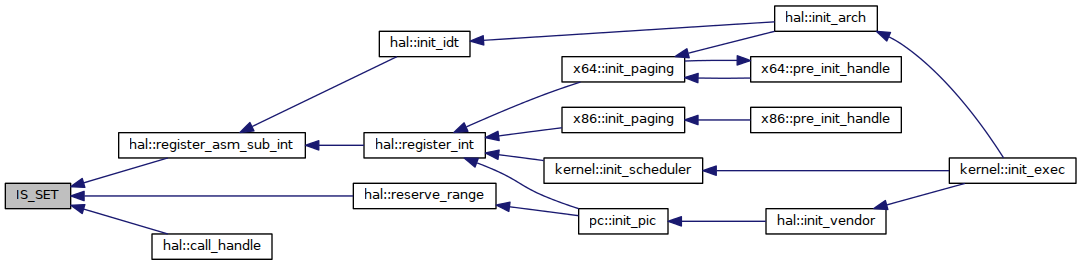 IS_SET
hal::register_asm_sub_int
hal::init_idt
hal::init_arch
kernel::init_exec
hal::register_int
x64::init_paging
x64::pre_init_handle
x86::init_paging
x86::pre_init_handle
kernel::init_scheduler
pc::init_pic
hal::init_vendor
hal::reserve_range
hal::call_handle